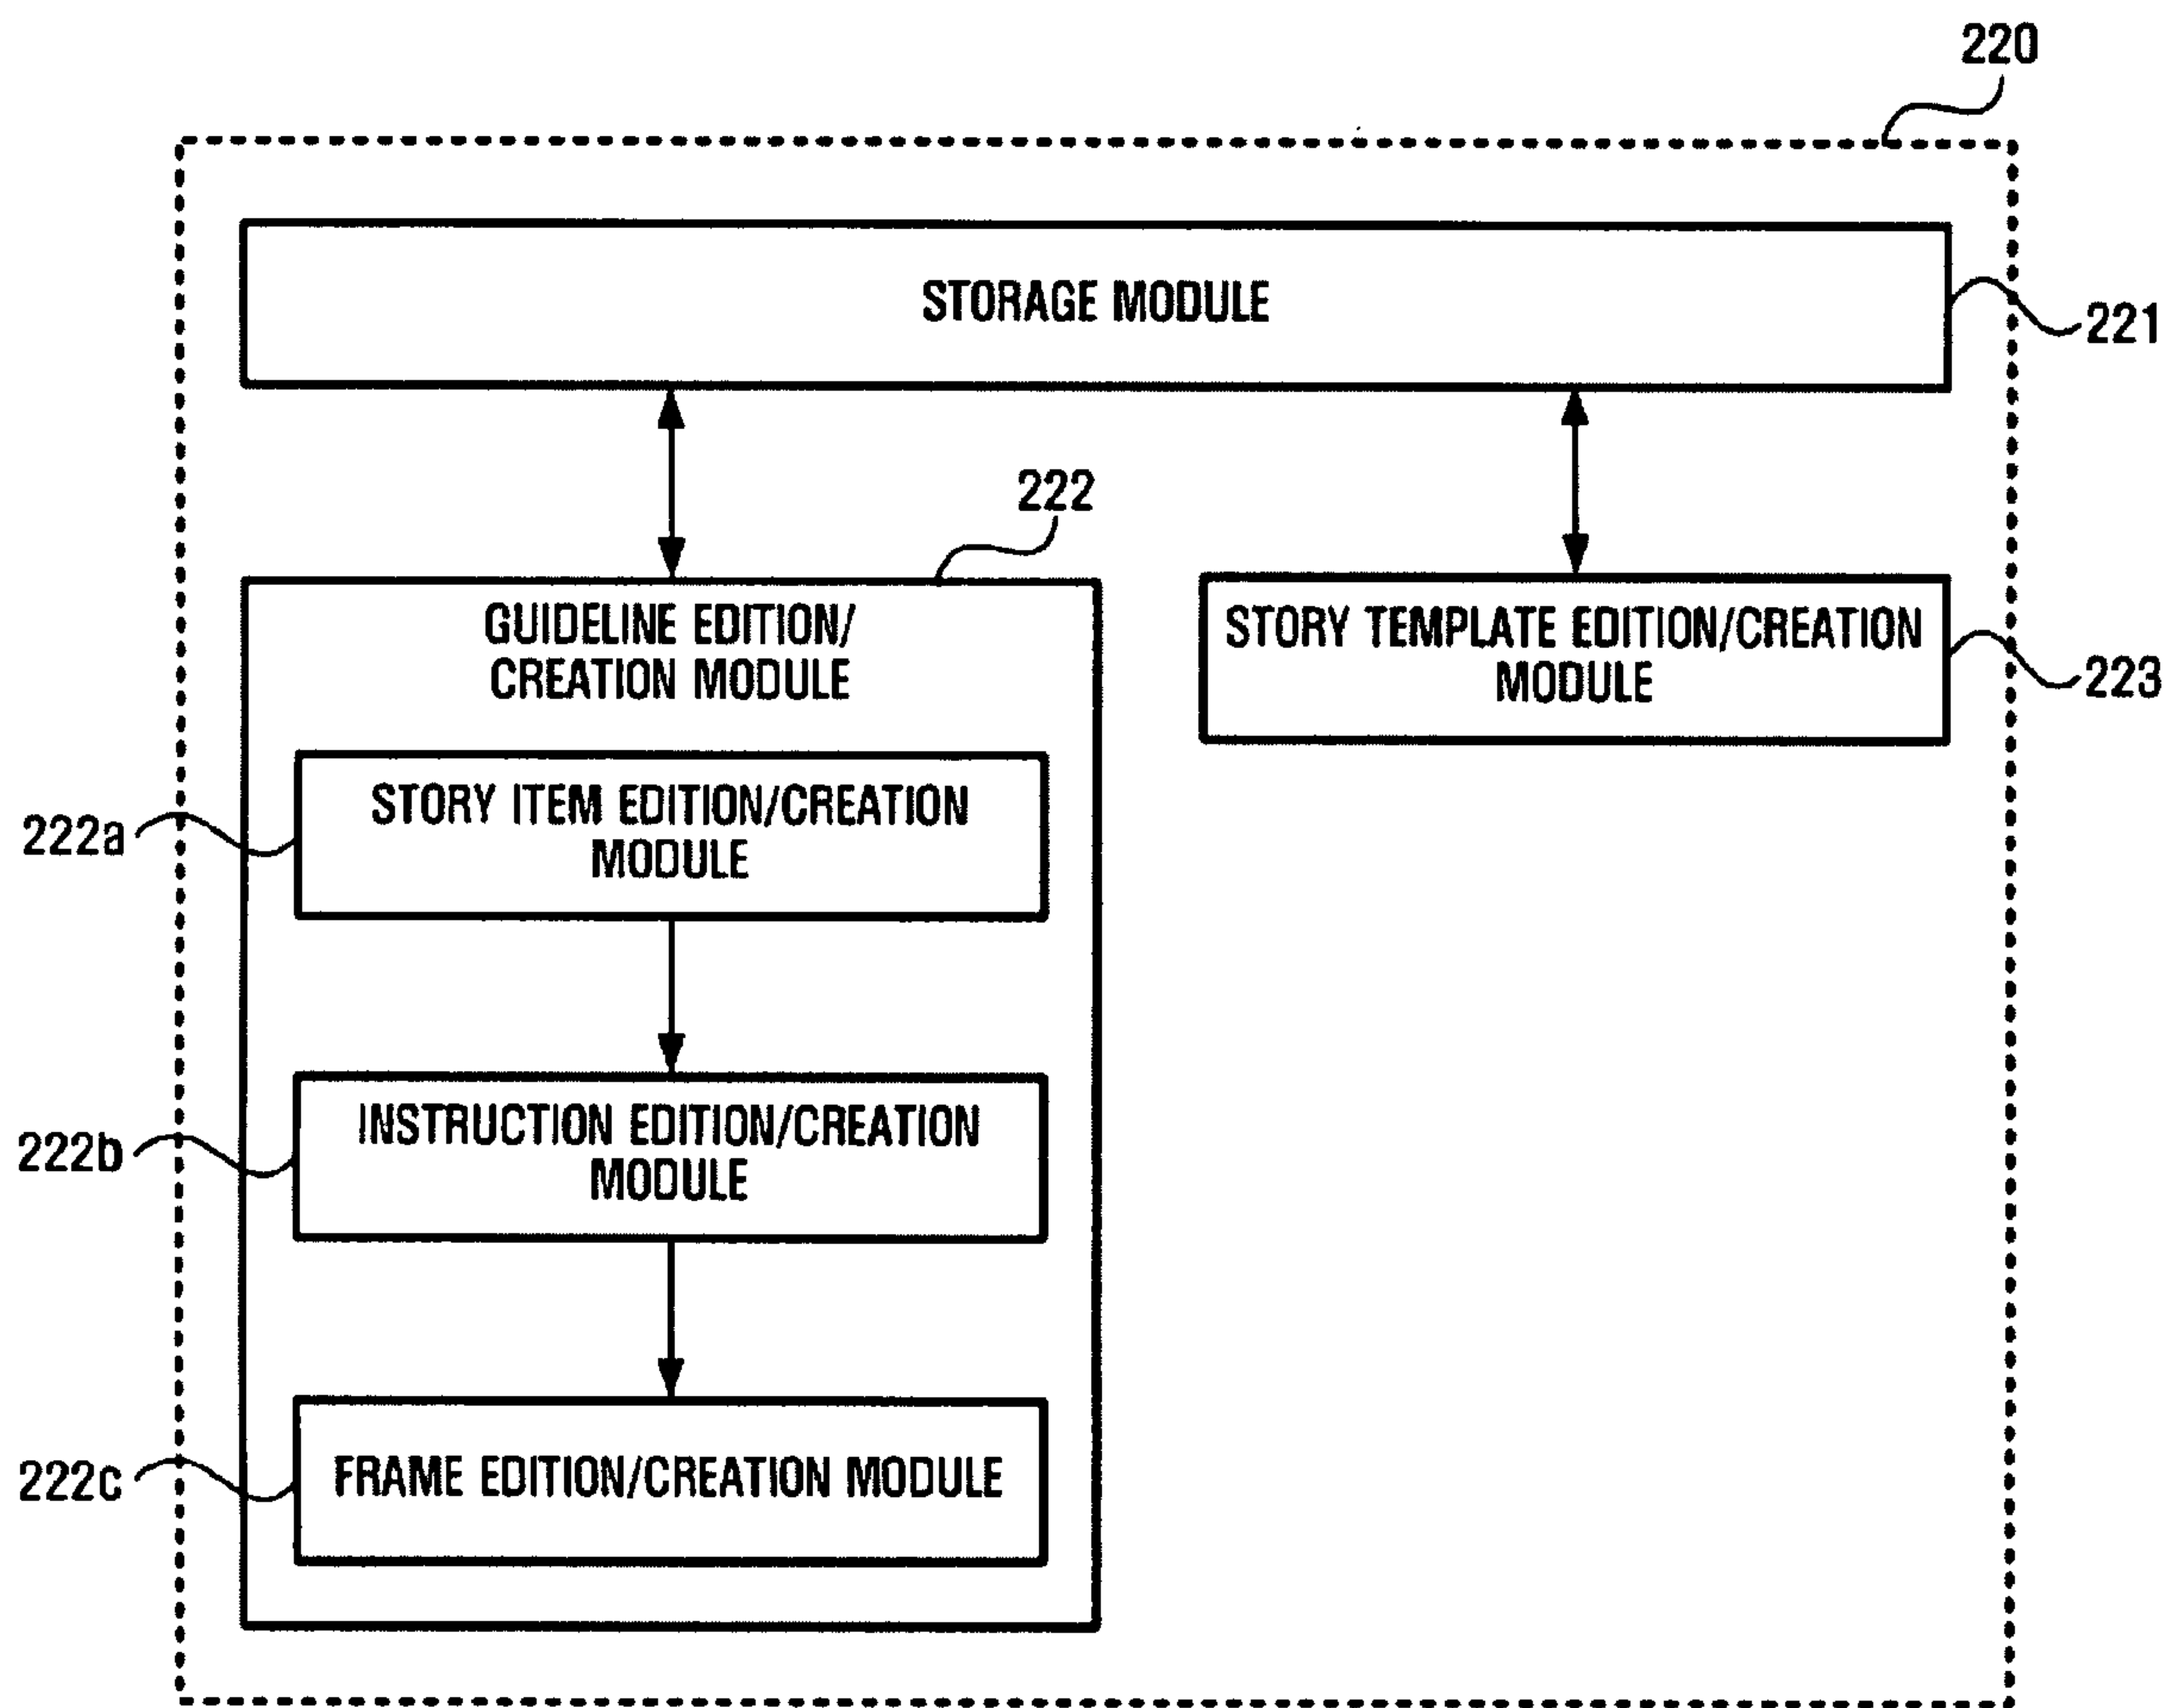 220
STORAGE MODULE
221
222
GUIDELINE EDITION/
CREATION MODULE
STORY TEMPLATE EDITION/CREATION
MODULE
223
STORY ITEM EDITION/CREATION
MODULE
222a
INSTRUCTION EDITION/CREATION
MODULE
222b
FRAME EDITION/CREATION MODULE
222c